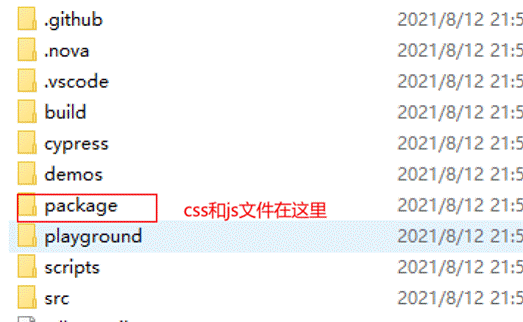 .github 2021/8/12 21:5
.nova 2021/8/12 21:5
.vscode 2021/8/12 21:5
build 2021/8/12 21:5
cypress 2021/8/12 21:5
demos 2021/8/12 21:5
package css和js文件在这里 2021/8/12 21:5
playground 2021/8/12 21:5
scripts 2021/8/12 21:5
src 2021/8/12 21:5